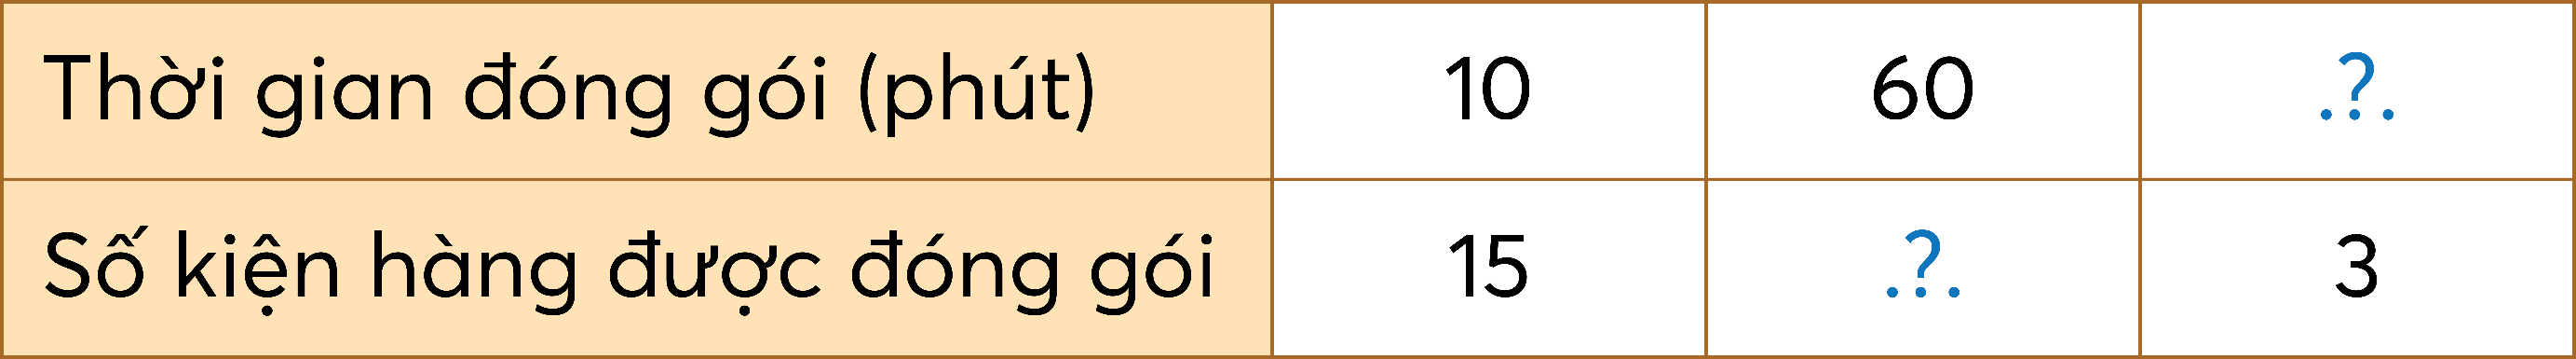 Thời gian đóng gói (phút) 10 60 .?.
Số kiện hàng được đóng gói 15 .?. 3